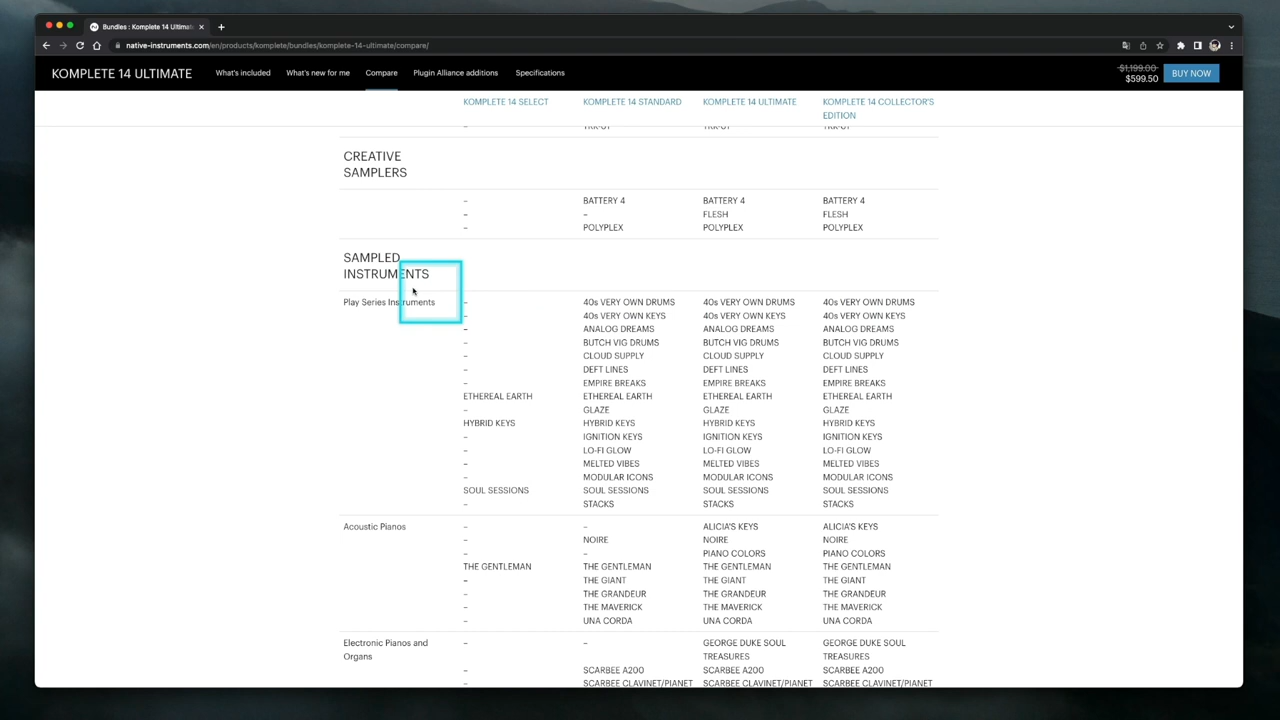 Bundles : Komplete 14 Ultimat
native-instruments.com/en/products/komplete/bundles/komplete-14-ultimate/compare/
KOMPLETE 14 ULTIMATE What's included What's new for me Compare Plugin Alliance additions Specifications $1,199.00 $599.50 BUY NOW
KOMPLETE 14 SELECT KOMPLETE 14 STANDARD KOMPLETE 14 ULTIMATE KOMPLETE 14 COLLECTOR'S EDITION
CREATIVE
SAMPLERS
– BATTERY 4 BATTERY 4 BATTERY 4
– – FLESH FLESH
– POLYPLEX POLYPLEX POLYPLEX
SAMPLED
INSTRUMENTS
Play Series Instruments – 40s VERY OWN DRUMS 40s VERY OWN DRUMS 40s VERY OWN DRUMS
– 40s VERY OWN KEYS 40s VERY OWN KEYS 40s VERY OWN KEYS
– ANALOG DREAMS ANALOG DREAMS ANALOG DREAMS
– BUTCH VIG DRUMS BUTCH VIG DRUMS BUTCH VIG DRUMS
– CLOUD SUPPLY CLOUD SUPPLY CLOUD SUPPLY
– DEFT LINES DEFT LINES DEFT LINES
– EMPIRE BREAKS EMPIRE BREAKS EMPIRE BREAKS
ETHEREAL EARTH ETHEREAL EARTH ETHEREAL EARTH ETHEREAL EARTH
– GLAZE GLAZE GLAZE
HYBRID KEYS HYBRID KEYS HYBRID KEYS HYBRID KEYS
– IGNITION KEYS IGNITION KEYS IGNITION KEYS
– LO-FI GLOW LO-FI GLOW LO-FI GLOW
– MELTED VIBES MELTED VIBES MELTED VIBES
– MODULAR ICONS MODULAR ICONS MODULAR ICONS
SOUL SESSIONS SOUL SESSIONS SOUL SESSIONS SOUL SESSIONS
– STACKS STACKS STACKS
Acoustic Pianos – – ALICIA'S KEYS ALICIA'S KEYS
– NOIRE NOIRE NOIRE
– – PIANO COLORS PIANO COLORS
THE GENTLEMAN THE GENTLEMAN THE GENTLEMAN THE GENTLEMAN
– THE GIANT THE GIANT THE GIANT
– THE GRANDEUR THE GRANDEUR THE GRANDEUR
– THE MAVERICK THE MAVERICK THE MAVERICK
– UNA CORDA UNA CORDA UNA CORDA
Electronic Pianos and – – GEORGE DUKE SOUL GEORGE DUKE SOUL
Organs TREASURES TREASURES
– SCARBEE A200 SCARBEE A200 SCARBEE A200
– SCARBEE CLAVINET/PIANET SCARBEE CLAVINET/PIANET SCARBEE CLAVINET/PIANET